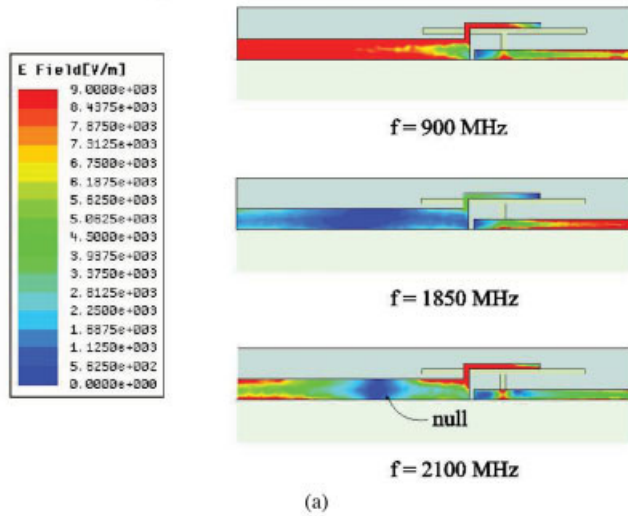 E Field[V/m]
9.0000e+003
8.4375e+003
7.8750e+003
7.3125e+003
6.7500e+003
6.1875e+003
5.6250e+003
5.0625e+003
4.5000e+003
3.9375e+003
3.3750e+003
2.8125e+003
2.2500e+003
1.6875e+003
1.1250e+003
5.6250e+002
0.0000e+000
f = 900 MHz
f = 1850 MHz
null
f = 2100 MHz
(a)